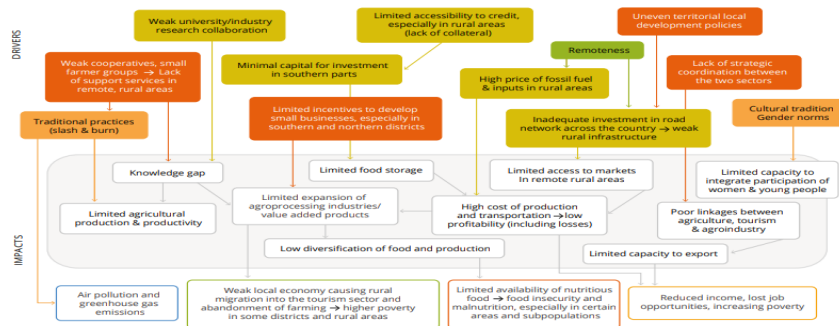 DRIVERS
Weak university/industry
research collaboration
Limited accessibility to credit,
especially in rural areas
(lack of collateral)
Uneven territorial local
development policies
Remoteness
Weak cooperatives, small
farmer groups → Lack
of support services in
remote, rural areas
Minimal capital for investment
in southern parts
High price of fossil fuel
& inputs in rural areas
Lack of strategic
coordination between
the two sectors
Traditional practices
(slash & burn)
Limited incentives to develop
small businesses, especially in
southern and northern districts
Inadequate investment in road
network across the country → weak
rural infrastructure
Cultural tradition
Gender norms
IMPACTS
Knowledge gap
Limited food storage
Limited access to markets
In remote rural areas
Limited capacity to
integrate participation of
women & young people
Limited agricultural
production & productivity
Limited expansion of
agroprocessing industries/
value added products
High cost of production
and transportation → low
profitability (including losses)
Poor linkages between
agriculture, tourism
& agroindustry
Low diversification of food and production
Limited capacity to export
Air pollution and
greenhouse gas
emissions
Weak local economy causing rural
migration into the tourism sector and
abandonment of farming → higher poverty
in some districts and rural areas
Limited availability of nutritious
food → food insecurity and
malnutrition, especially in certain
areas and subpopulations
Reduced income, lost job
opportunities, increasing poverty